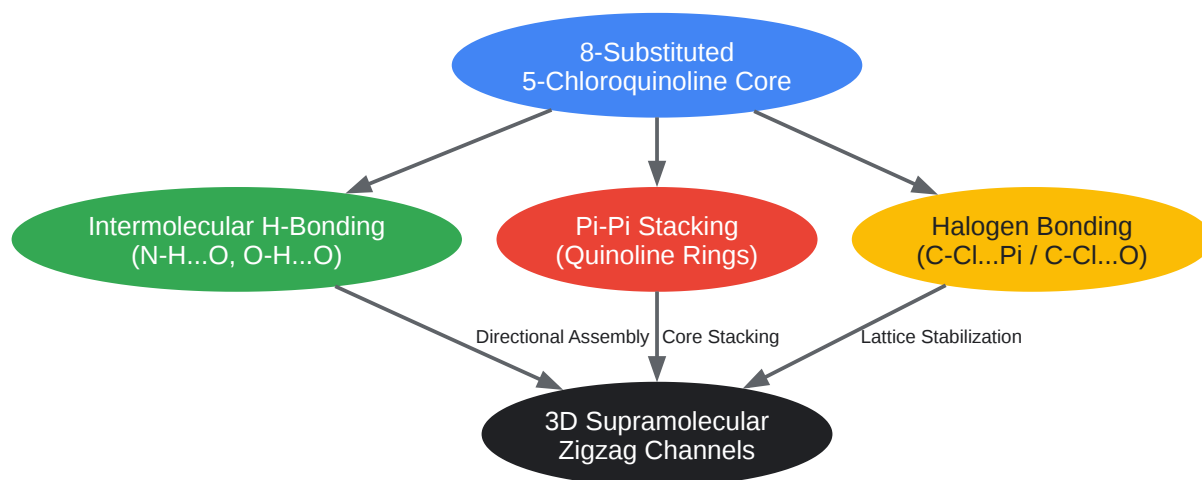 8-Substituted
5-Chloroquinoline Core
Intermolecular H-Bonding
(N-H...O, O-H...O)
Pi-Pi Stacking
(Quinoline Rings)
Halogen Bonding
(C-Cl...Pi / C-Cl...O)
Directional Assembly
Core Stacking
Lattice Stabilization
3D Supramolecular
Zigzag Channels